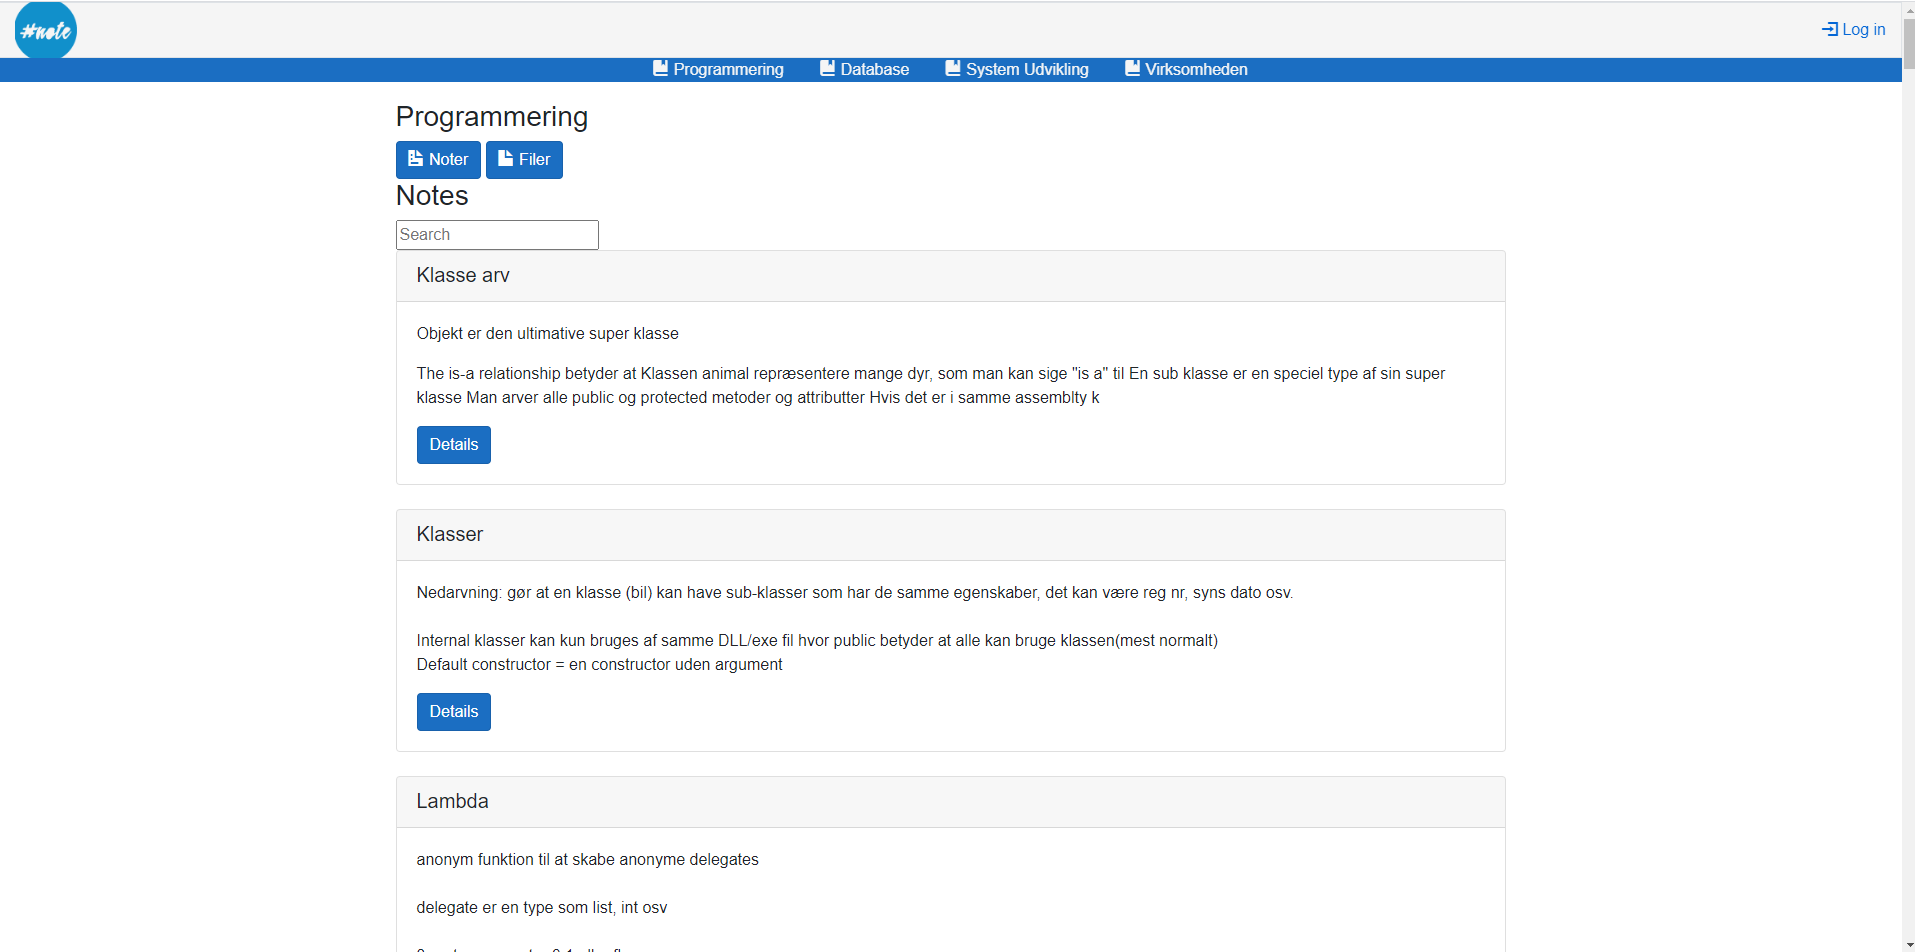 #note
Log in
Programmering Database System Udvikling Virksomheden
Programmering
Noter Filer
Notes
Search
Klasse arv
Objekt er den ultimative super klasse
The is-a relationship betyder at Klassen animal repræsentere mange dyr, som man kan sige "is a" til En sub klasse er en speciel type af sin super
klasse Man arver alle public og protected metoder og attributter Hvis det er i samme assemblty k
Details
Klasser
Nedarvning: gør at en klasse (bil) kan have sub-klasser som har de samme egenskaber, det kan være reg nr, syns dato osv.
Internal klasser kan kun bruges af samme DLL/exe fil hvor public betyder at alle kan bruge klassen(mest normalt)
Default constructor = en constructor uden argument
Details
Lambda
anonym funktion til at skabe anonyme delegates
delegate er en type som list, int osv